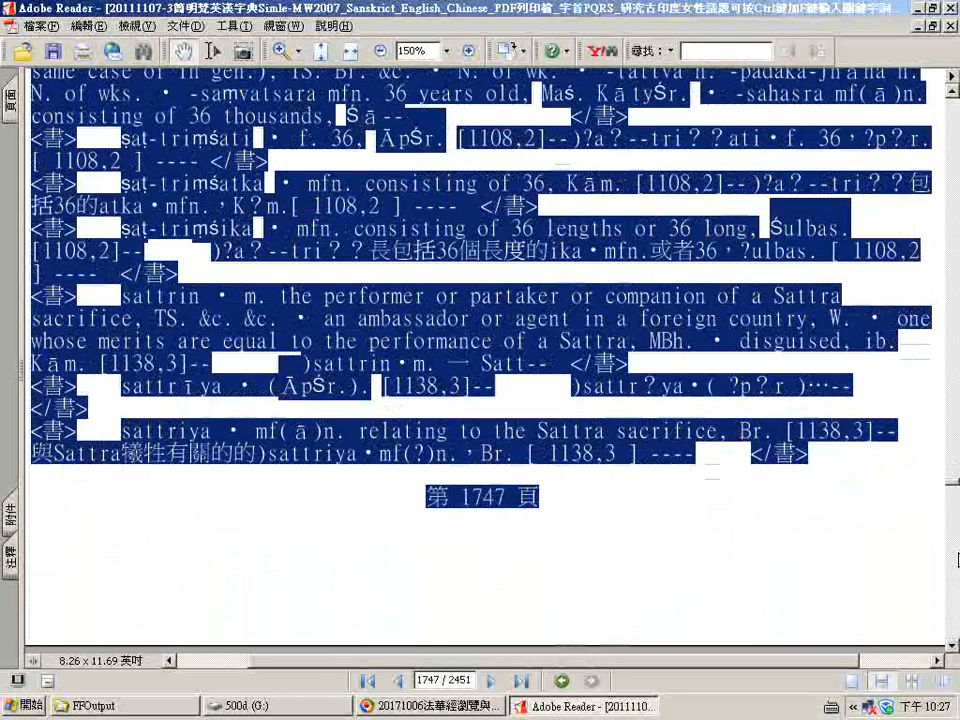 Adobe Reader - [20111107-3簡明梵英漢字典Simle-MW2007_Sanskrict_English_Chinese_PDF列印檔_字首PQRS_研究古印度女性議題可按Ctrl鍵加F鍵輸入關鍵字詞
檔案(F) 編輯(E) 檢視(V) 文件(D) 工具(T) 視窗(W) 說明(H)
150% 尋找:
頁面
same case or in gen.), TS. Br. &c. • N. of wk. • -tattva n. -padaka-jñāna n.
N. of wks. • -saṃvatsara mfn. 36 years old, Maś. KātyŚr. • -sahasra mf(ā)n.
consisting of 36 thousands, Śā-- </書>
<書> ṣaṭ-triṃśati • f. 36, ĀpŚr. [1108,2]--)?a?--tri??ati•f. 36，?p?r.
[ 1108,2 ] ---- </書>
<書> ṣaṭ-triṃśatka • mfn. consisting of 36, Kām. [1108,2]--)?a?--tri??包
括36的atka•mfn.，K?m.[ 1108,2 ] ---- </書>
<書> ṣaṭ-triṃśika • mfn. consisting of 36 lengths or 36 long, Śulbas.
[1108,2]-- )?a?--tri??長包括36個長度的ika•mfn.或者36，?ulbas. [ 1108,2
] ---- </書>
<書> sattrin • m. the performer or partaker or companion of a Sattra
sacrifice, TS. &c. &c. • an ambassador or agent in a foreign country, W. • one
whose merits are equal to the performance of a Sattra, MBh. • disguised, ib.
Kām. [1138,3]-- )sattrin•m. 一 Satt-- </書>
<書> sattrīya • (ĀpŚr.). [1138,3]-- )sattr?ya•( ?p?r )…--
</書>
<書> sattriya • mf(ā)n. relating to the Sattra sacrifice, Br. [1138,3]--
與Sattra犧牲有關的的)sattriya•mf(?)n.，Br. [ 1138,3 ] ---- </書>
第 1747 頁
附件
注釋
8.26 x 11.69 英吋
1747 / 2451
開始 FFOutput 500d (G:) 20171006法華經瀏覽與... Adobe Reader - [2011110... 下午 10:27